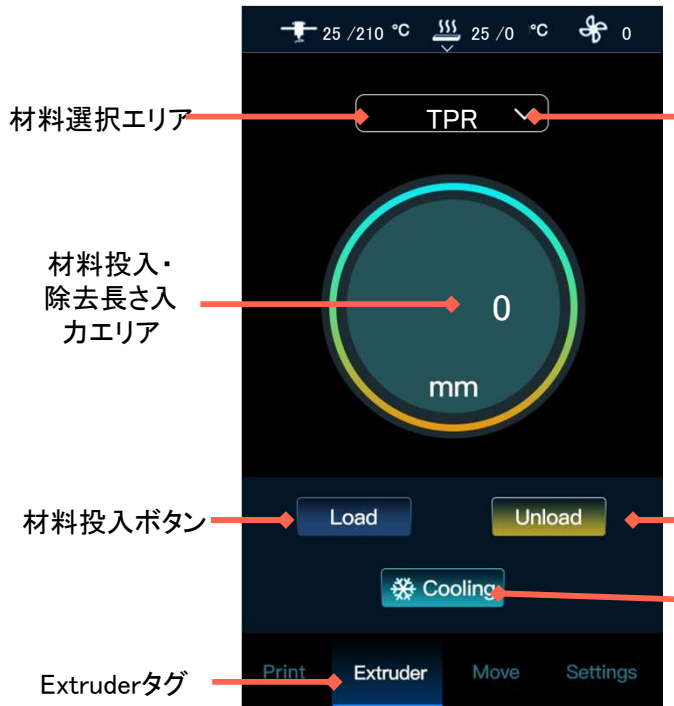 25 /210 °C 25 /0 °C 0
材料選択エリア
TPR
材料投入・
除去長さ入
力エリア
0
mm
材料投入ボタン
Load
Unload
Cooling
Extruderタグ
Print Extruder Move Settings